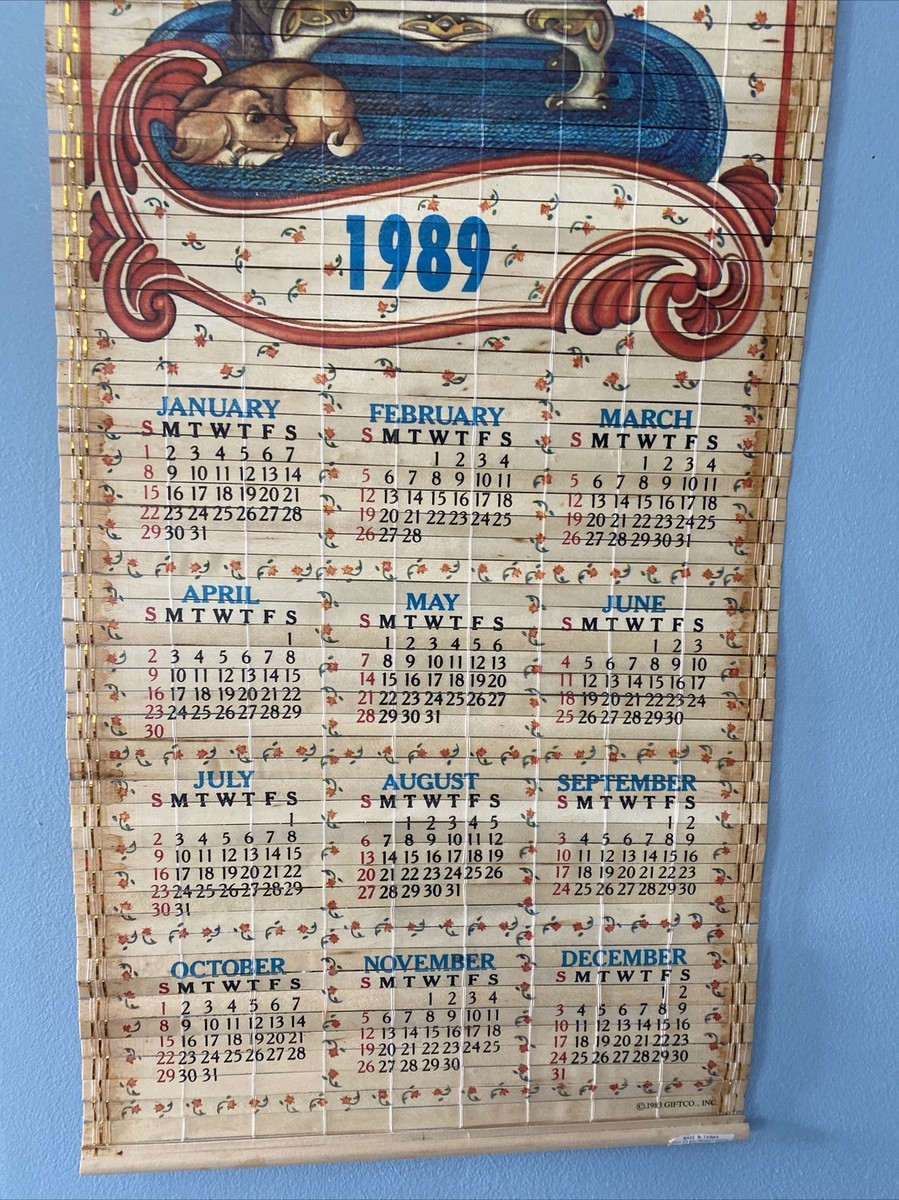 1989
JANUARY FEBRUARY MARCH
S M T W T F S S M T W T F S S M T W T F S
1 2 3 4 5 6 7 1 2 3 4 1 2 3 4
8 9 10 11 12 13 14 5 6 7 8 9 10 11 5 6 7 8 9 10 11
15 16 17 18 19 20 21 12 13 14 15 16 17 18 12 13 14 15 16 17 18
22 23 24 25 26 27 28 19 20 21 22 23 24 25 19 20 21 22 23 24 25
29 30 31 26 27 28 26 27 28 29 30 31
APRIL MAY JUNE
S M T W T F S S M T W T F S S M T W T F S
1 1 2 3 4 5 6 1 2 3
2 3 4 5 6 7 8 7 8 9 10 11 12 13 4 5 6 7 8 9 10
9 10 11 12 13 14 15 14 15 16 17 18 19 20 11 12 13 14 15 16 17
16 17 18 19 20 21 22 21 22 23 24 25 26 27 18 19 20 21 22 23 24
23 24 25 26 27 28 29 28 29 30 31 25 26 27 28 29 30
30
JULY AUGUST SEPTEMBER
S M T W T F S S M T W T F S S M T W T F S
1 1 2 3 4 5 1 2
2 3 4 5 6 7 8 6 7 8 9 10 11 12 3 4 5 6 7 8 9
9 10 11 12 13 14 15 13 14 15 16 17 18 19 10 11 12 13 14 15 16
16 17 18 19 20 21 22 20 21 22 23 24 25 26 17 18 19 20 21 22 23
23 24 25 26 27 28 29 27 28 29 30 31 24 25 26 27 28 29 30
30 31
OCTOBER NOVEMBER DECEMBER
S M T W T F S S M T W T F S S M T W T F S
1 2 3 4 5 6 7 1 2 3 4 1 2
8 9 10 11 12 13 14 5 6 7 8 9 10 11 3 4 5 6 7 8 9
15 16 17 18 19 20 21 12 13 14 15 16 17 18 10 11 12 13 14 15 16
22 23 24 25 26 27 28 19 20 21 22 23 24 25 17 18 19 20 21 22 23
29 30 31 26 27 28 29 30 24 25 26 27 28 29 30
31
©1983 GIFTCO., INC.